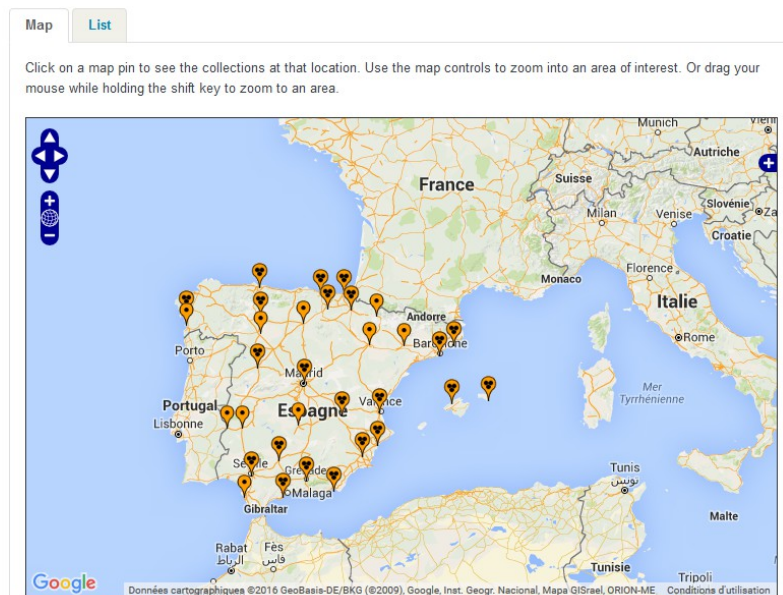 Map
List
Click on a map pin to see the collections at that location. Use the map controls to zoom into an area of interest. Or drag your
mouse while holding the shift key to zoom to an area.
Munich
Autriche
France
Suisse
Slovénie
Milan
Venise
Croatie
Florence
Monaco
Italie
Andorre
Rome
Porto
Madrid
Mer
Tyrrhénienne
Portugal
Espagne
Valence
Lisbonne
Grenade
Tunis
تونس
Malaga
Gibraltar
Malte
Rabat
الرباط
Fès
فاس
Tunisie
Tripoli
Google
Données cartographiques ©2016 GeoBasis-DE/BKG (©2009), Google, Inst. Geogr. Nacional, Mapa GISrael, ORION-ME
Conditions d'utilisation